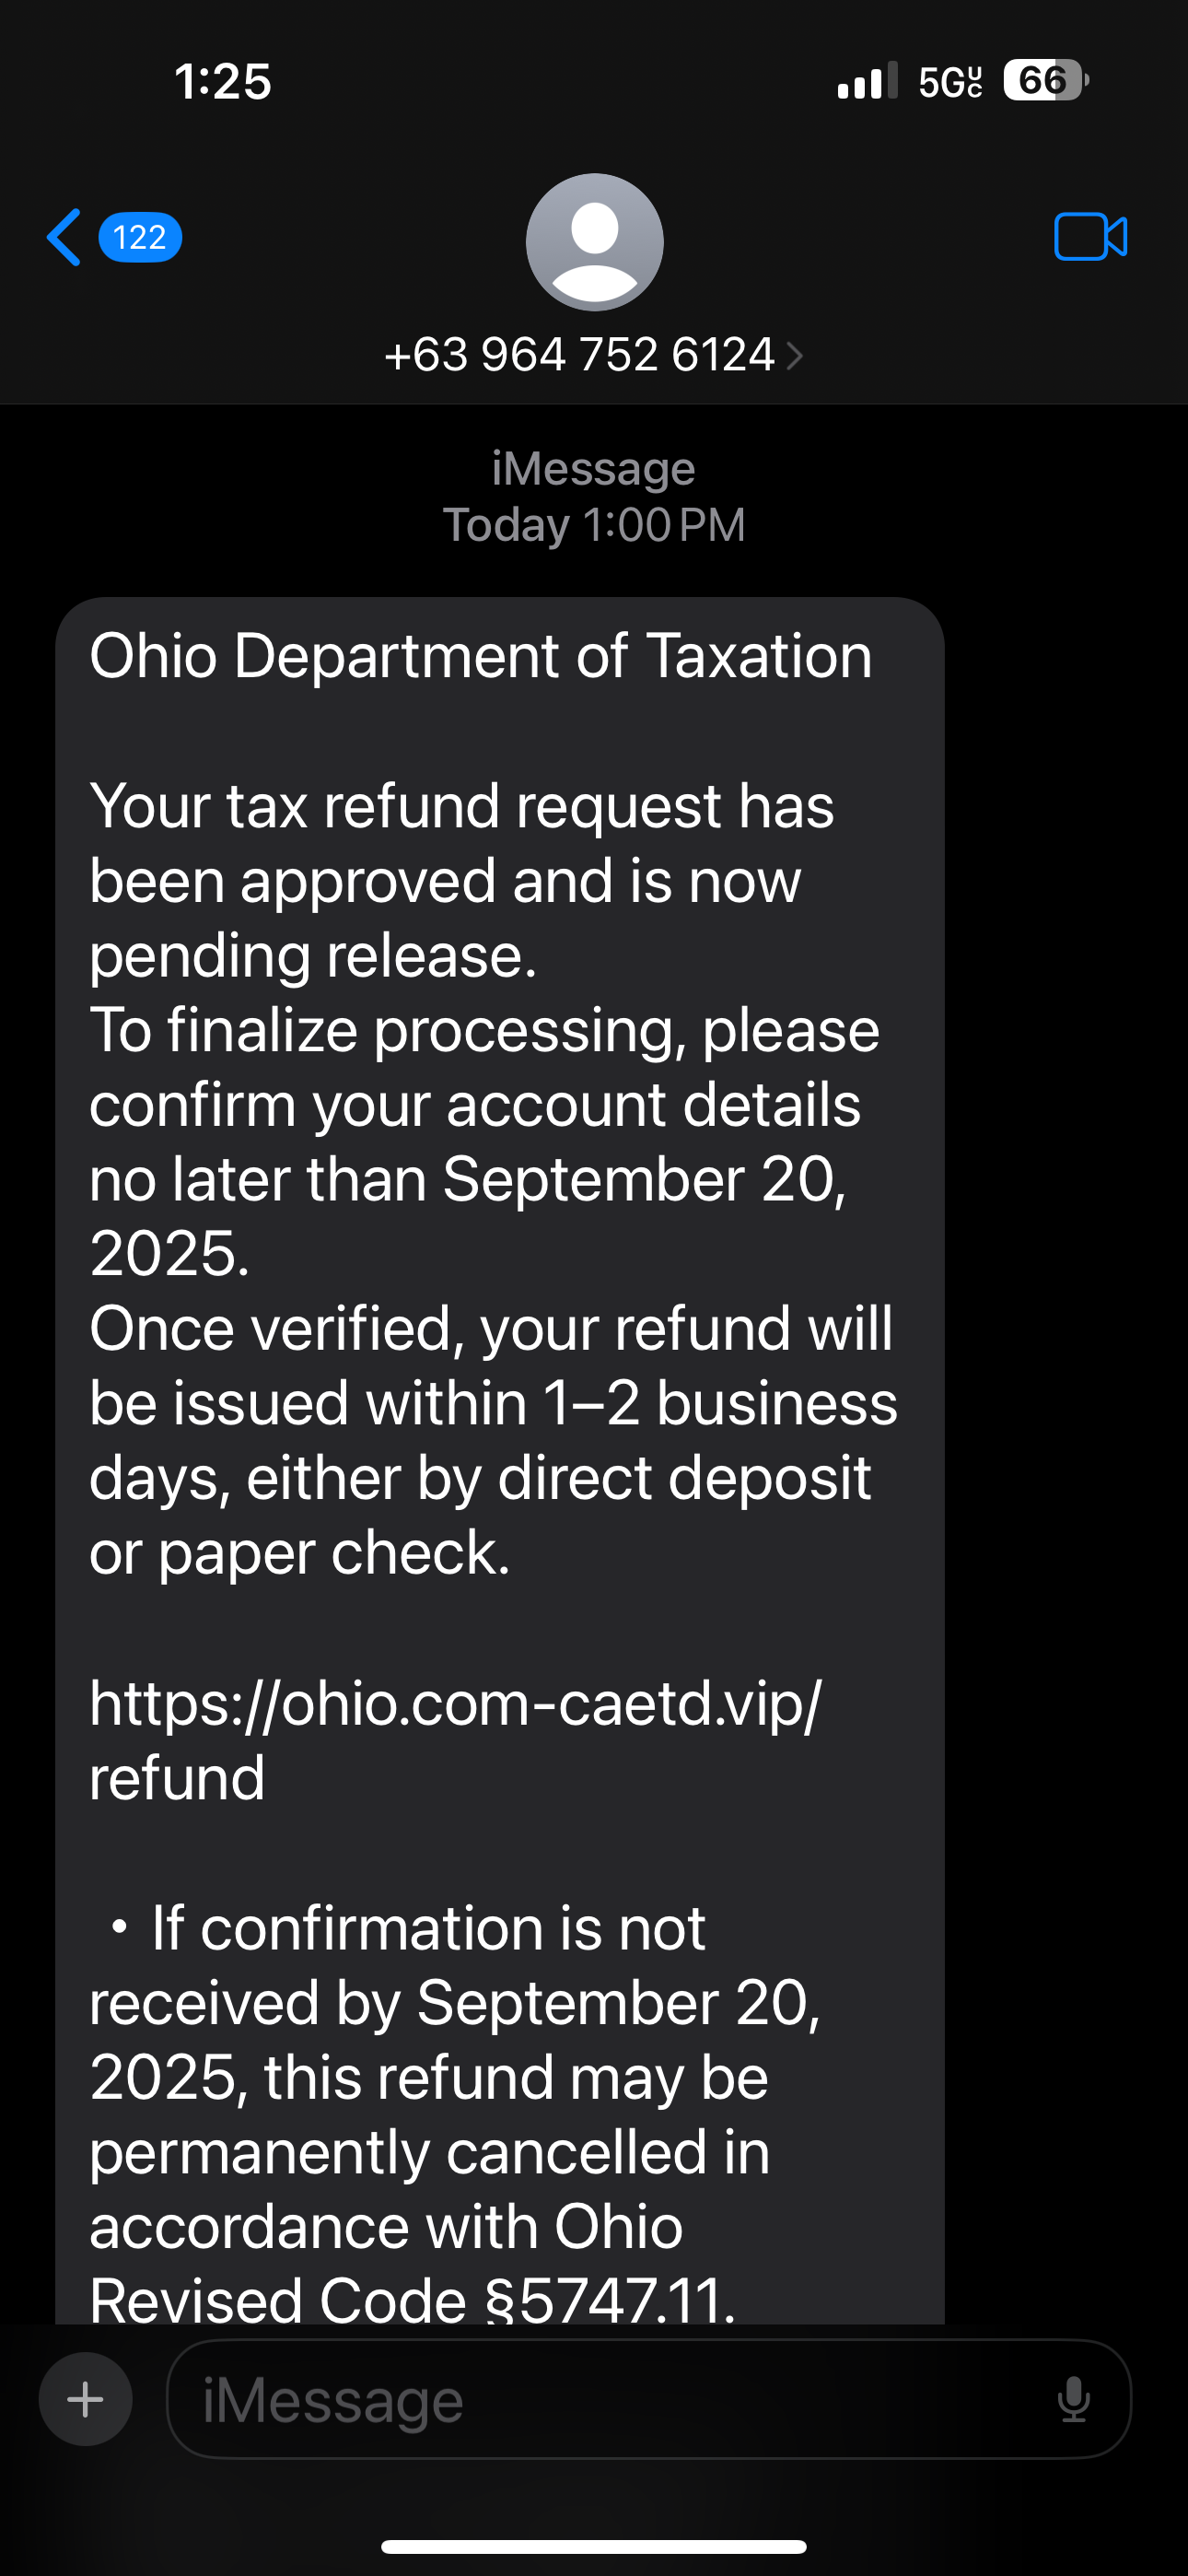 1:25
5G UC 66
122
+63 964 752 6124
iMessage
Today 1:00 PM
Ohio Department of Taxation
Your tax refund request has
been approved and is now
pending release.
To finalize processing, please
confirm your account details
no later than September 20,
2025.
Once verified, your refund will
be issued within 1–2 business
days, either by direct deposit
or paper check.
https://ohio.com-caetd.vip/
refund
• If confirmation is not
received by September 20,
2025, this refund may be
permanently cancelled in
accordance with Ohio
Revised Code §5747.11.
iMessage